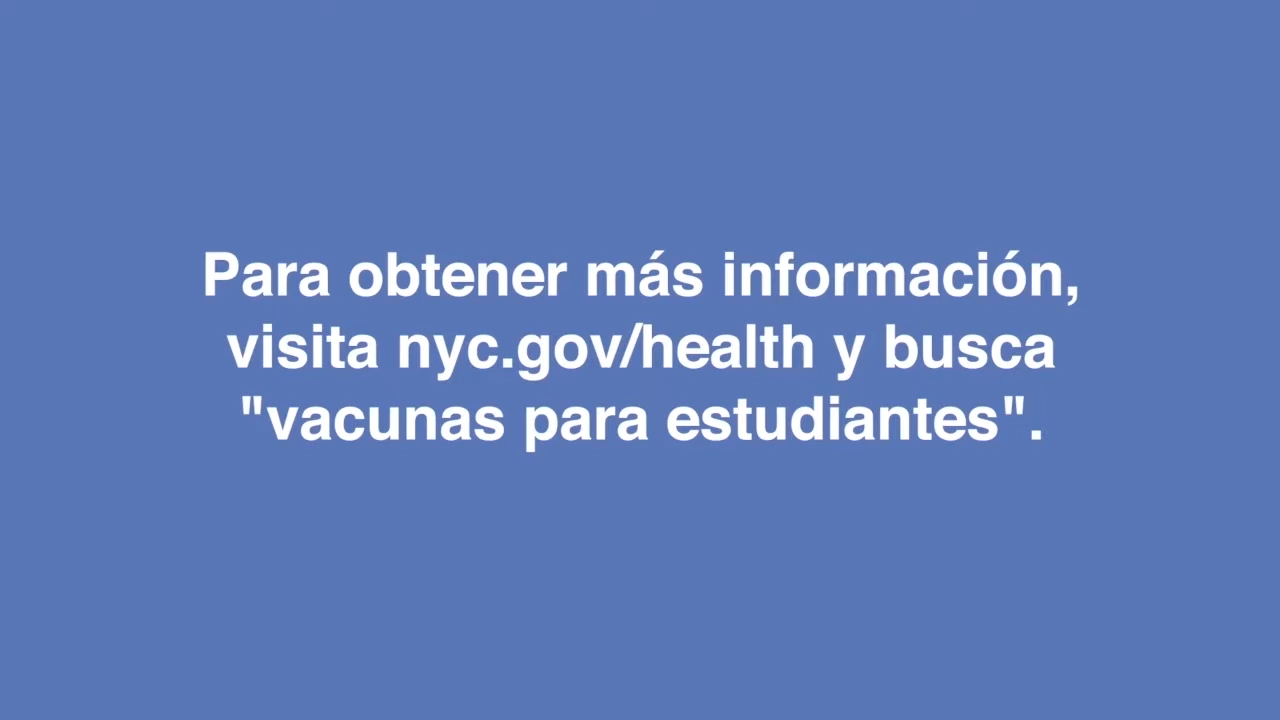 Para obtener más información,
visita nyc.gov/health y busca
"vacunas para estudiantes".